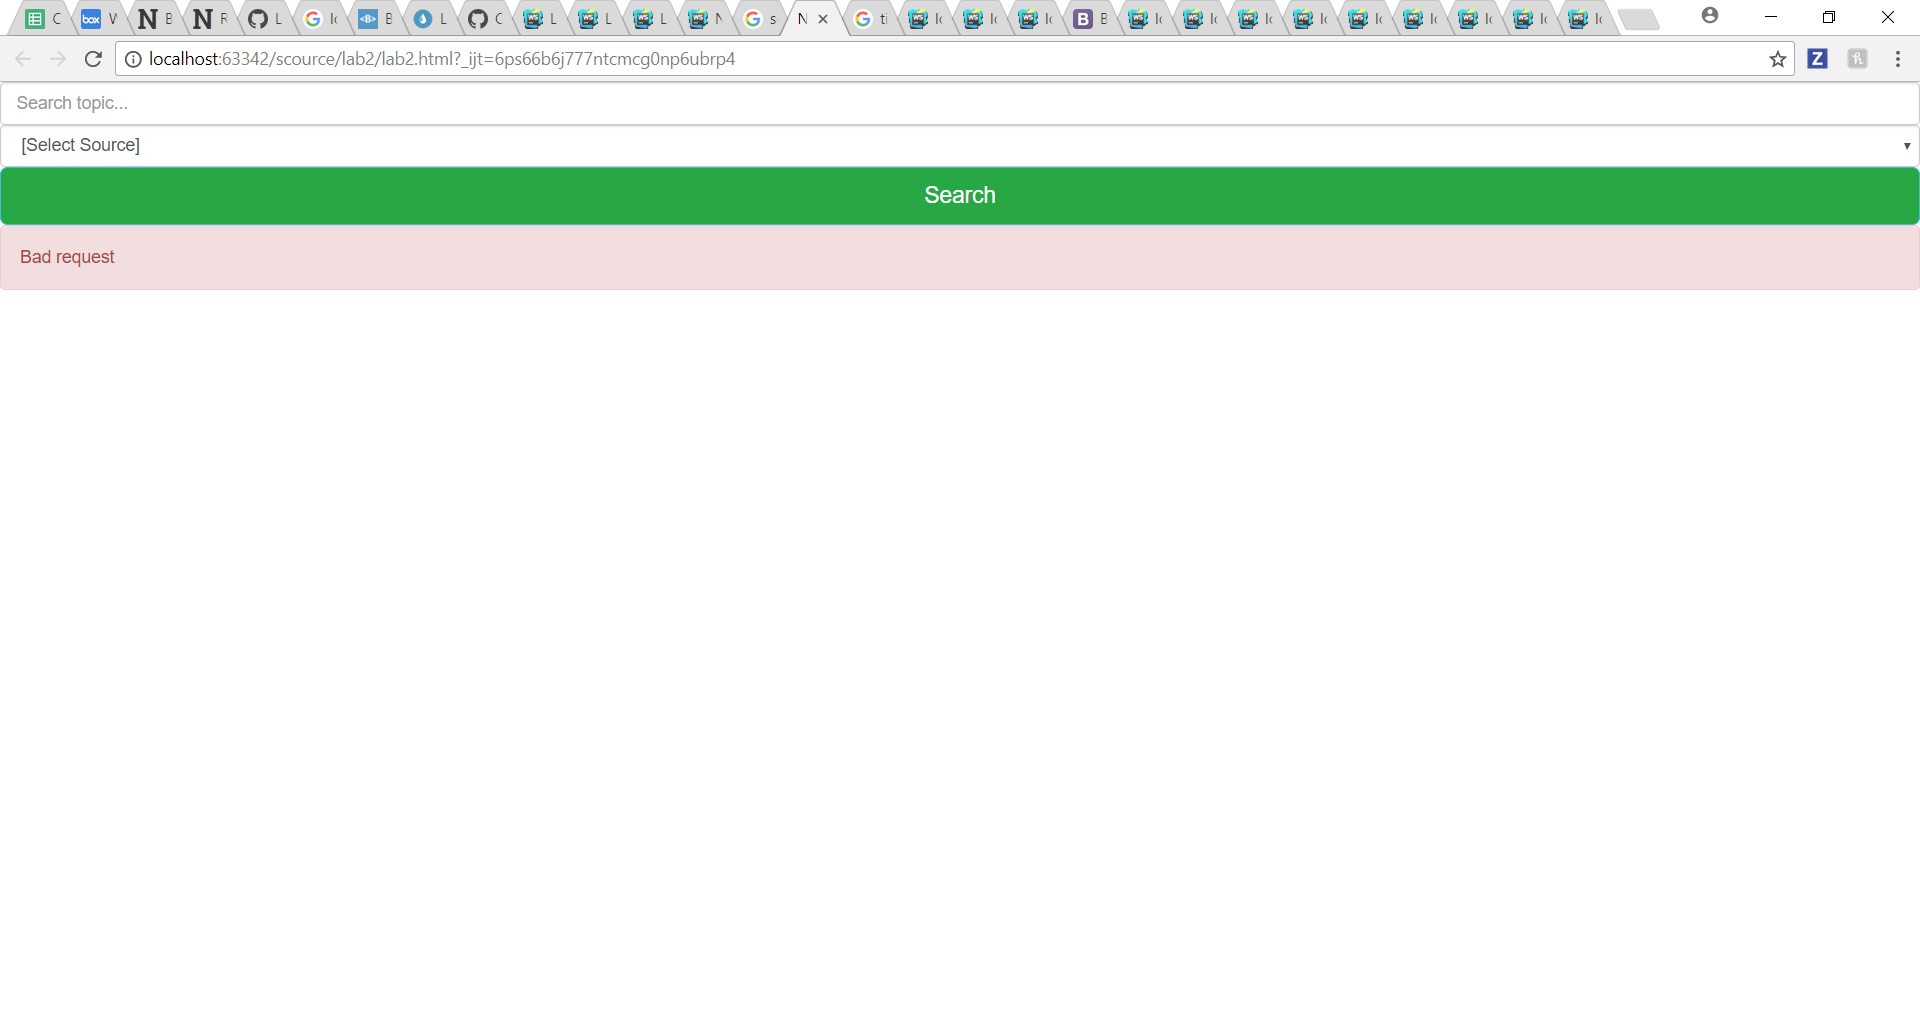 localhost:63342/scource/lab2/lab2.html?_ijt=6ps66b6j777ntcmcg0np6ubrp4
Search topic...
[Select Source]
Search
Bad request